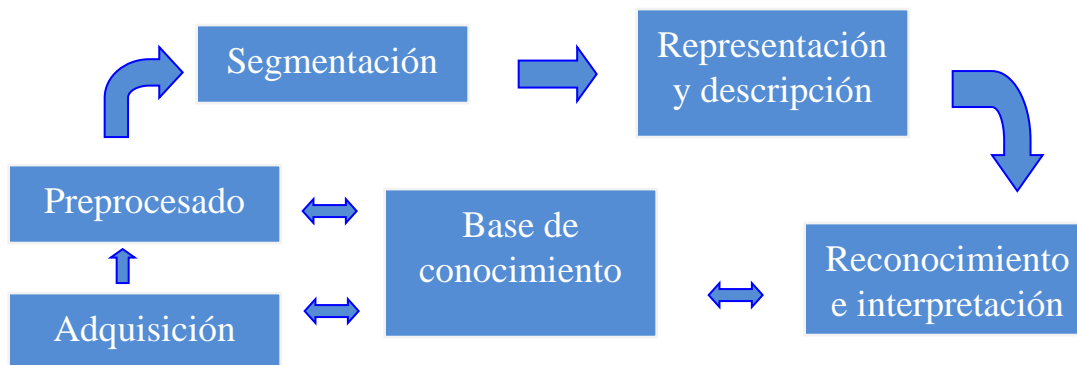 Segmentación
Representación
y descripción
Preprocesado
Base de
conocimiento
Reconocimiento
e interpretación
Adquisición